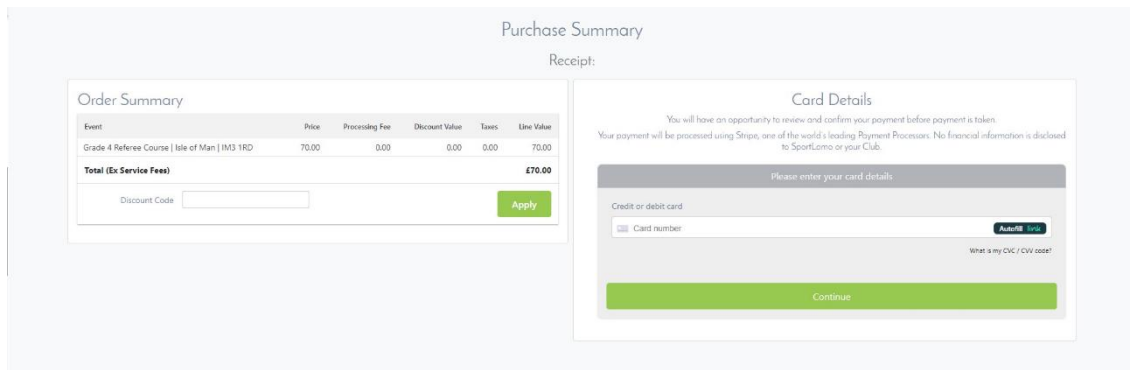 Purchase Summary
Receipt:
Order Summary
Event Price Processing Fee Discount Value Taxes Line Value
Grade 4 Referee Course | Isle of Man | IM3 1RD 70.00 0.00 0.00 0.00 70.00
Total (Ex Service Fees) £70.00
Discount Code Apply
Card Details
You will have an opportunity to review and confirm your payment before payment is taken.
Your payment will be processed using Stripe, one of the world's leading Payment Processors. No financial information is disclosed
to SportLomo or your Club.
Please enter your card details
Credit or debit card
Card number Autofill link
What is my CVC / CVV code?
Continue